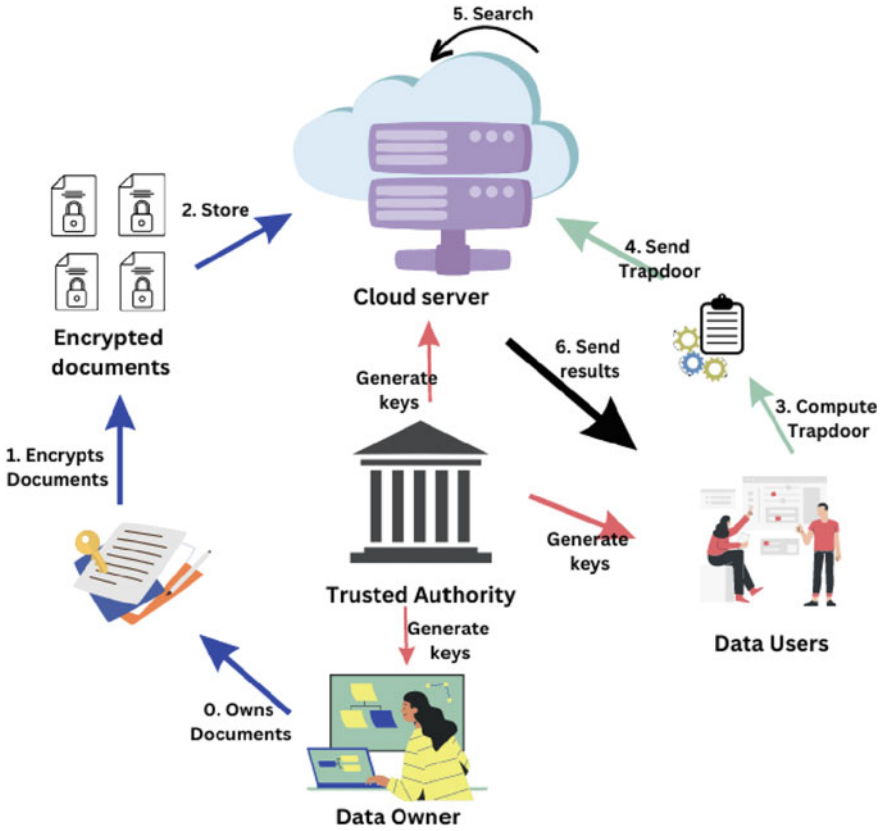 5. Search
2. Store
4. Send
Trapdoor
Cloud server
Encrypted
documents
Generate
keys
6. Send
results
3. Compute
Trapdoor
1. Encrypts
Documents
Generate
keys
Trusted Authority
Generate
keys
Data Users
0. Owns
Documents
Data Owner